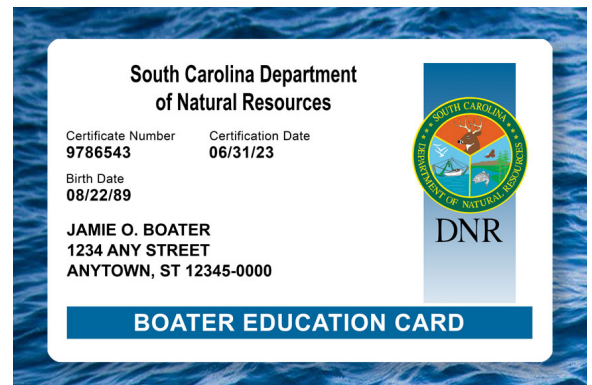 South Carolina Department
of Natural Resources
Certificate Number
9786543
Certification Date
06/31/23
Birth Date
08/22/89
JAMIE O. BOATER
1234 ANY STREET
ANYTOWN, ST 12345-0000
SOUTH CAROLINA
DEPARTMENT OF NATURAL RESOURCES
DNR
BOATER EDUCATION CARD